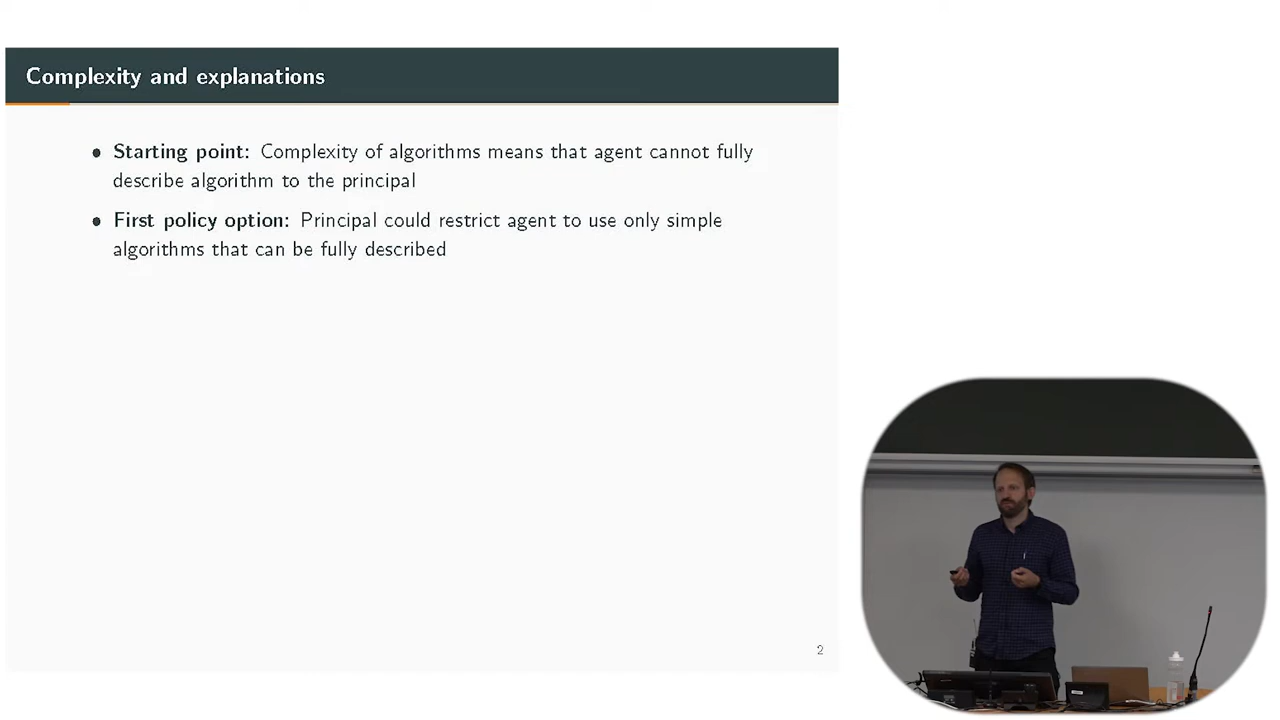 Complexity and explanations
• Starting point: Complexity of algorithms means that agent cannot fully
describe algorithm to the principal
• First policy option: Principal could restrict agent to use only simple
algorithms that can be fully described
2